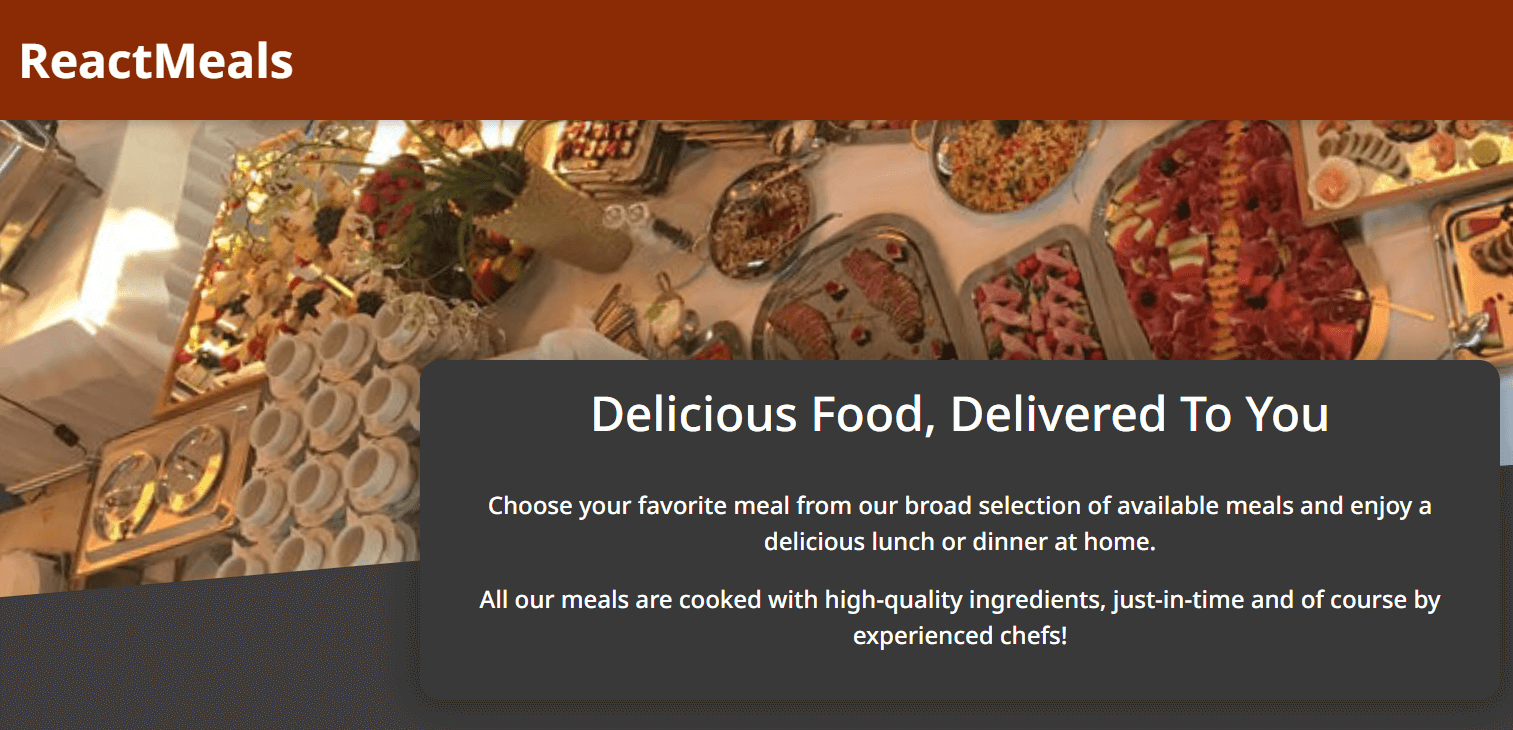 ReactMeals
Delicious Food, Delivered To You
Choose your favorite meal from our broad selection of available meals and enjoy a
delicious lunch or dinner at home.
All our meals are cooked with high-quality ingredients, just-in-time and of course by
experienced chefs!